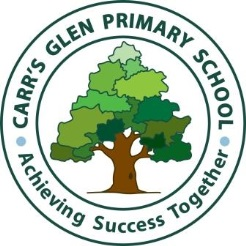 CARR'S GLEN PRIMARY SCHOOL
Achieving Success Together